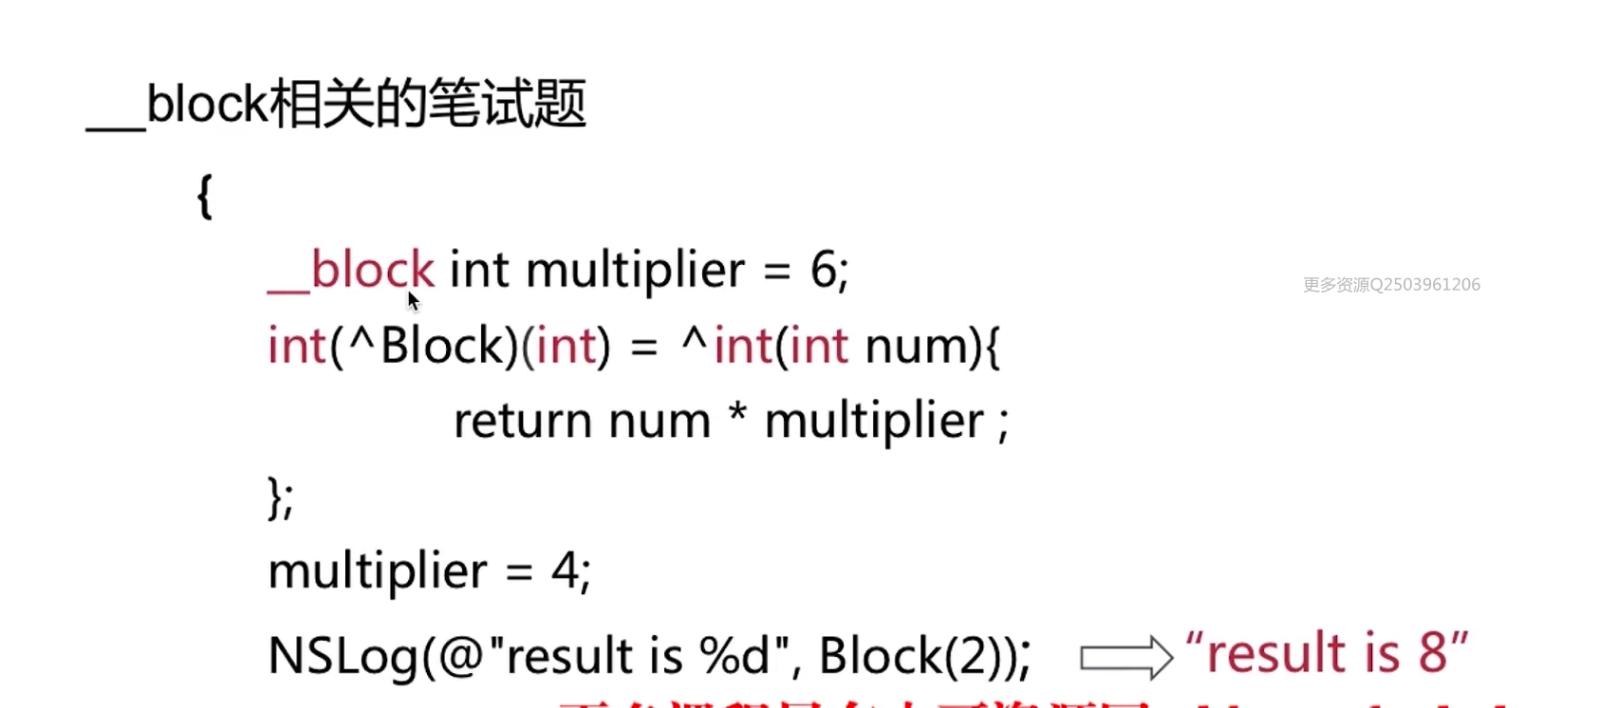 __block相关的笔试题
{
__block int multiplier = 6;
更多资源Q2503961206
int(^Block)(int) = ^int(int num){
return num * multiplier ;
};
multiplier = 4;
NSLog(@"result is %d", Block(2)); “result is 8”